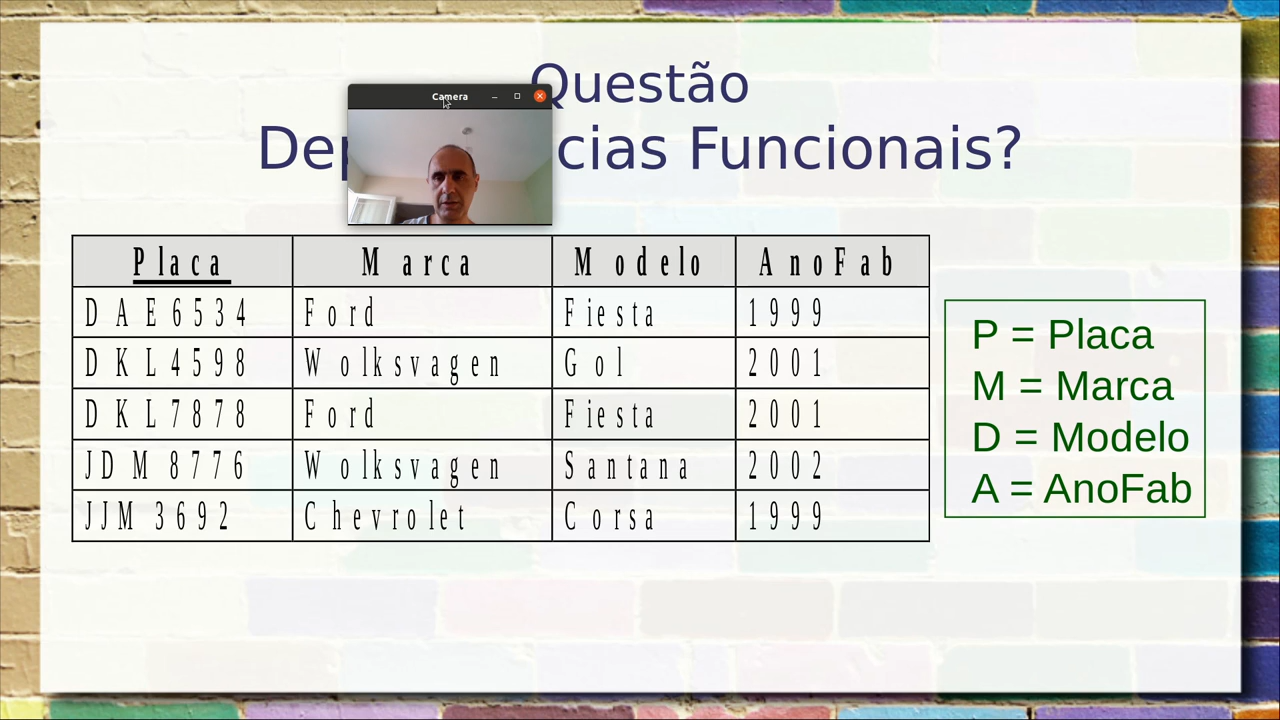 Questão
Camera
Dep cias Funcionais?
Placa Marca Modelo AnoFab
DAE6534 Ford Fiesta 1999
DKL4598 Wolksvagen Gol 2001
DKL7878 Ford Fiesta 2001
JDM8776 Wolksvagen Santana 2002
JJM3692 Chevrolet Corsa 1999
P = Placa
M = Marca
D = Modelo
A = AnoFab